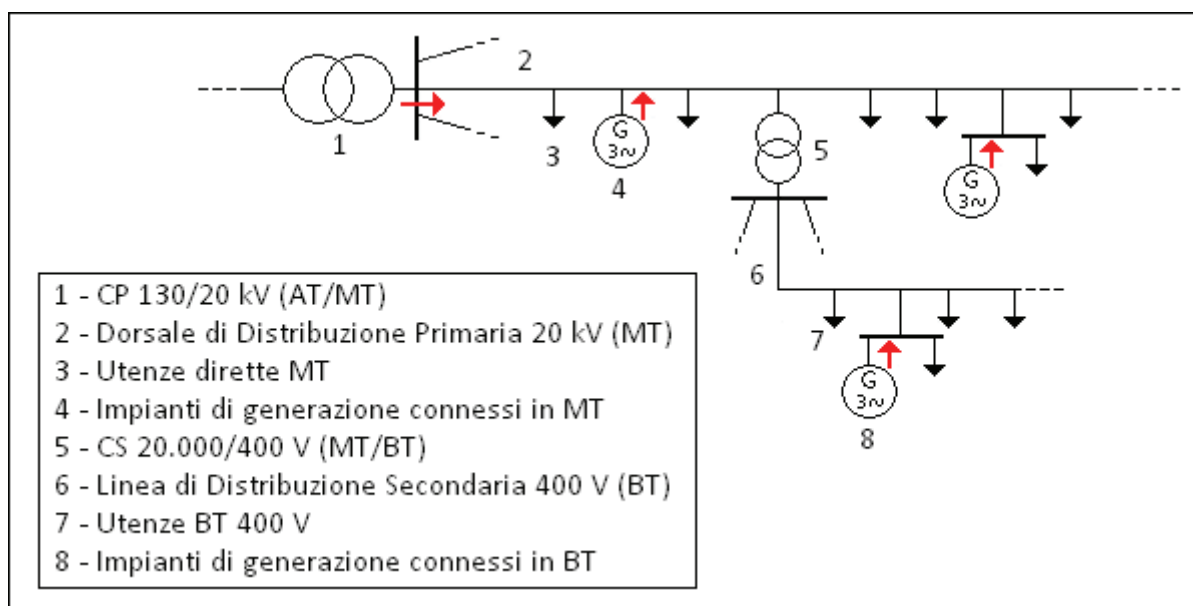 2
1
3
G
3~
4
5
G
3~
6
7
G
3~
8
1 - CP 130/20 kV (AT/MT)
2 - Dorsale di Distribuzione Primaria 20 kV (MT)
3 - Utenze dirette MT
4 - Impianti di generazione connessi in MT
5 - CS 20.000/400 V (MT/BT)
6 - Linea di Distribuzione Secondaria 400 V (BT)
7 - Utenze BT 400 V
8 - Impianti di generazione connessi in BT